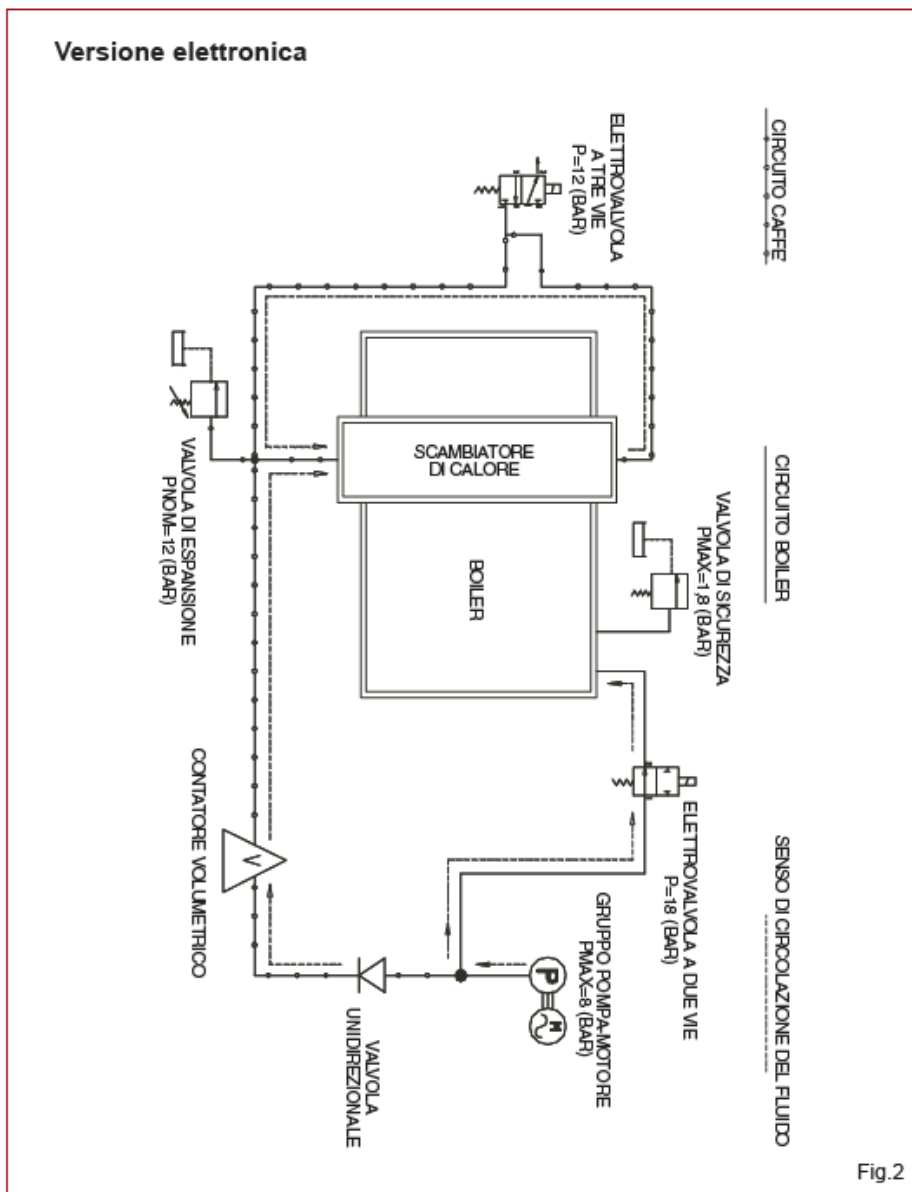 Versione elettronica
CIRCUITO CAFFE'
CIRCUITO BOILER
SENSO DI CIRCOLAZIONE DEL FLUIDO
ELETTROVALVOLA
A TRE VIE
P=12 (BAR)
VALVOLA DI SICUREZZA
PMAX=1,8 (BAR)
ELETTROVALVOLA A DUE VIE
P=18 (BAR)
SCAMBIATORE
DI CALORE
BOILER
GRUPPO POMPA-MOTORE
PMAX=8 (BAR)
P
M
VALVOLA DI ESPANSIONE
PNOM=12 (BAR)
CONTATORE VOLUMETRICO
V
VALVOLA
UNIDIREZIONALE
Fig.2